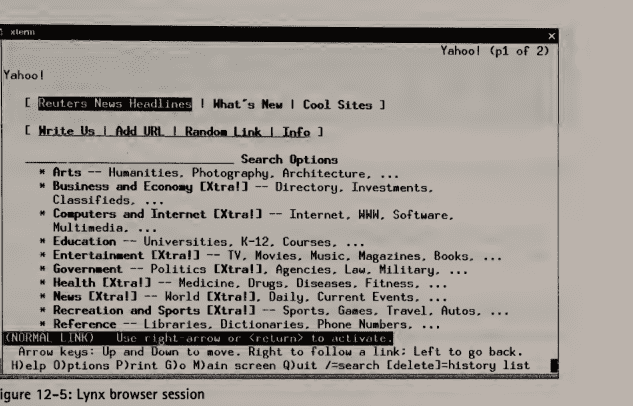 xterm
Yahoo! (p1 of 2)
Yahoo!
[ Reuters News Headlines | What's New | Cool Sites ]
[ Write Us | Add URL | Random Link | Info ]
Search Options
* Arts -- Humanities, Photography, Architecture, ...
* Business and Economy [Xtra!] -- Directory, Investments,
Classifieds, ...
* Computers and Internet [Xtra!] -- Internet, WWW, Software,
Multimedia, ...
* Education -- Universities, K-12, Courses, ...
* Entertainment [Xtra!] -- TV, Movies, Music, Magazines, Books, ...
* Government -- Politics [Xtra!], Agencies, Law, Military, ...
* Health [Xtra!] -- Medicine, Drugs, Diseases, Fitness, ...
* News [Xtra!] -- World [Xtra!], Daily, Current Events, ...
* Recreation and Sports [Xtra!] -- Sports, Games, Travel, Autos, ...
* Reference -- Libraries, Dictionaries, Phone Numbers, ...
(NORMAL LINK) Use right-arrow or <return> to activate.
Arrow keys: Up and Down to move. Right to follow a link; Left to go back.
H)elp O)ptions P)rint G)o M)ain screen Q)uit /=search [delete]=history list
igure 12-5: Lynx browser session